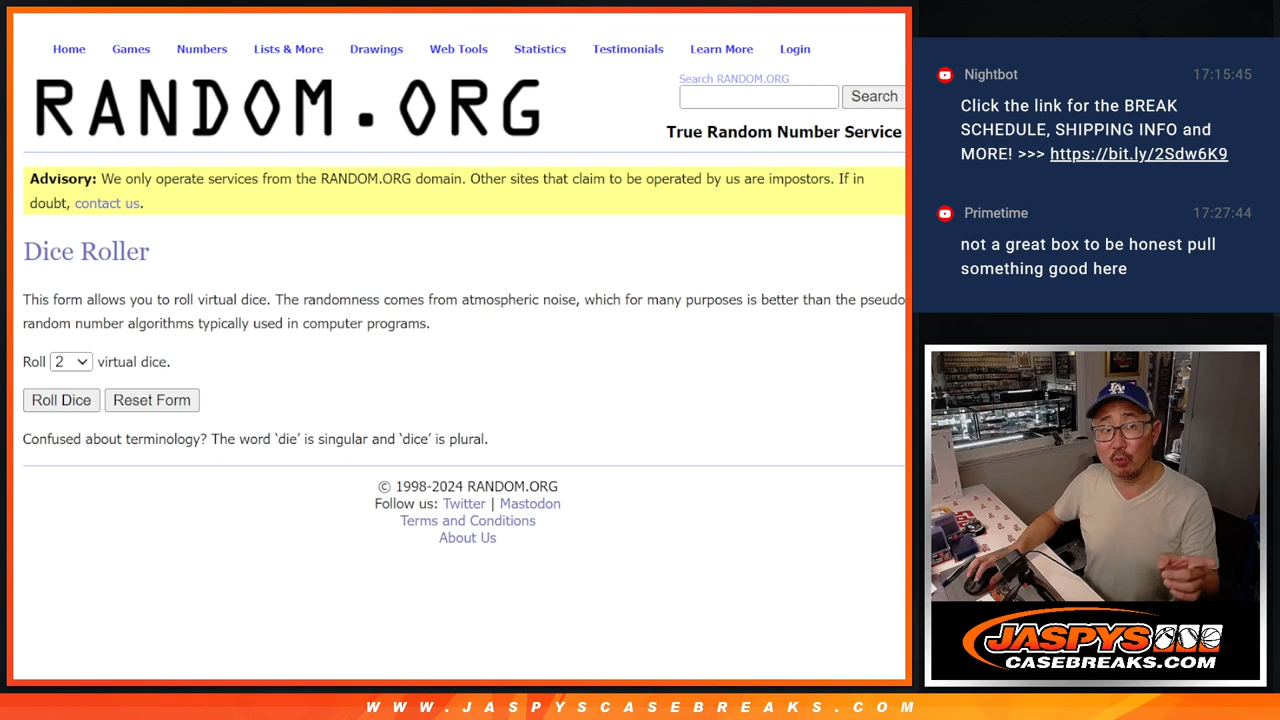 Home Games Numbers Lists & More Drawings Web Tools Statistics Testimonials Learn More Login
RANDOM.ORG
Search RANDOM.ORG
Search
True Random Number Service
Advisory: We only operate services from the RANDOM.ORG domain. Other sites that claim to be operated by us are impostors. If in
doubt, contact us.
Dice Roller
This form allows you to roll virtual dice. The randomness comes from atmospheric noise, which for many purposes is better than the pseudo
random number algorithms typically used in computer programs.
Roll 2 virtual dice.
Roll Dice Reset Form
Confused about terminology? The word ‘die’ is singular and ‘dice’ is plural.
© 1998-2024 RANDOM.ORG
Follow us: Twitter | Mastodon
Terms and Conditions
About Us
Nightbot 17:15:45
Click the link for the BREAK
SCHEDULE, SHIPPING INFO and
MORE! >>> https://bit.ly/2Sdw6K9
Primetime 17:27:44
not a great box to be honest pull
something good here
LA
JASPYS
CASEBREAKS.COM
WWW.JASPYSCASEBREAKS.COM